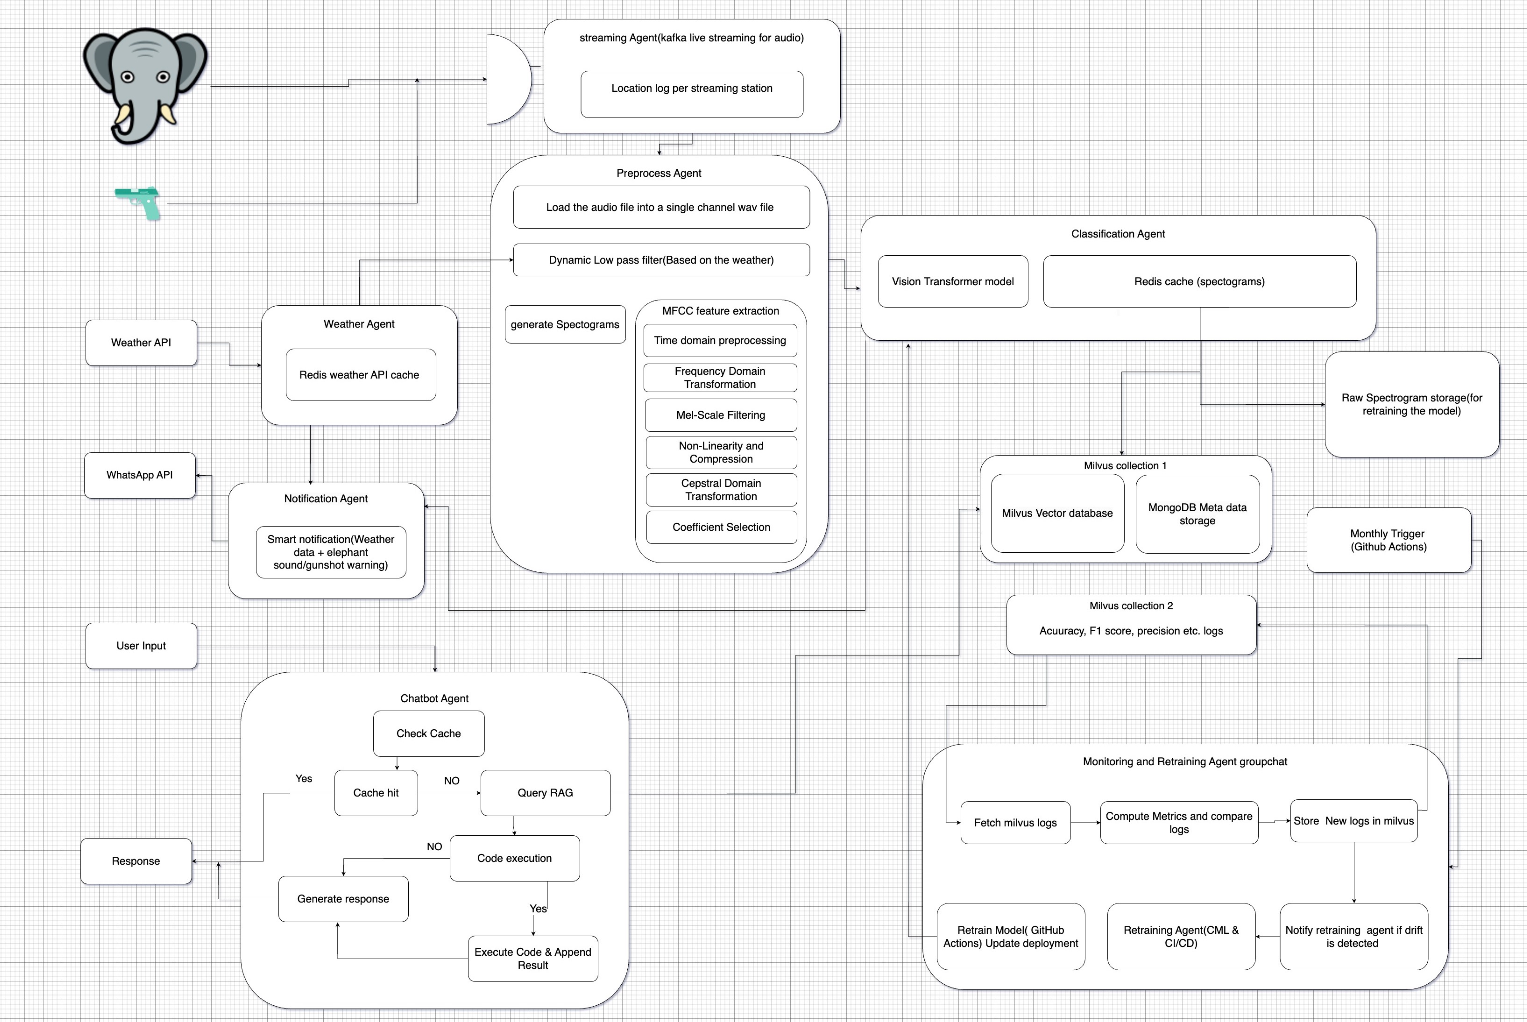 streaming Agent(kafka live streaming for audio)
Location log per streaming station
Preprocess Agent
Load the audio file into a single channel wav file
Dynamic Low pass filter(Based on the weather)
generate Spectograms
MFCC feature extraction
Time domain preprocessing
Frequency Domain
Transformation
Mel-Scale Filtering
Non-Linearity and
Compression
Cepstral Domain
Transformation
Coefficient Selection
Classification Agent
Vision Transformer model
Redis cache (spectograms)
Weather API
Weather Agent
Redis weather API cache
Raw Spectrogram storage(for
retraining the model)
WhatsApp API
Notification Agent
Smart notification(Weather
data + elephant
sound/gunshot warning)
Milvus collection 1
Milvus Vector database
MongoDB Meta data
storage
Monthly Trigger
(Github Actions)
Milvus collection 2
Acuuracy, F1 score, precision etc. logs
User Input
Chatbot Agent
Check Cache
Yes
Cache hit
NO
Query RAG
NO
Code execution
Response
Generate response
Yes
Execute Code & Append
Result
Monitoring and Retraining Agent groupchat
Fetch milvus logs
Compute Metrics and compare
logs
Store  New logs in milvus
Retrain Model( GitHub
Actions) Update deployment
Retraining Agent(CML &
CI/CD)
Notify retraining  agent if drift
is detected